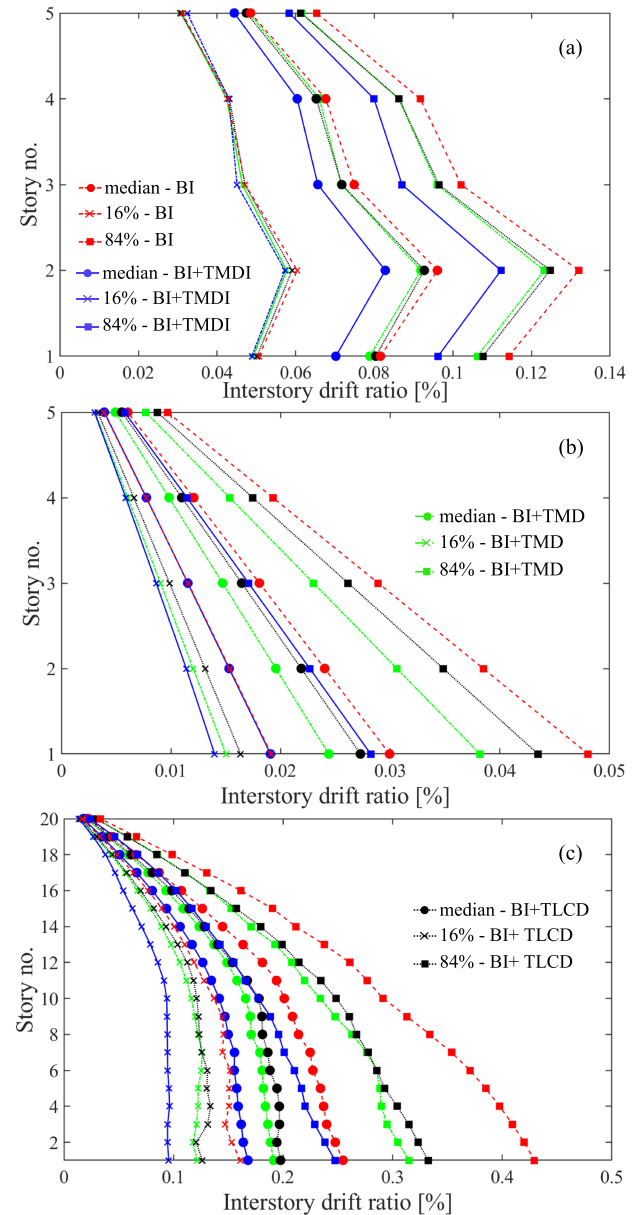 5
(a)
4
Story no.
3
median - BI
16% - BI
84% - BI
2
median - BI+TMDI
16% - BI+TMDI
84% - BI+TMDI
1
0 0.02 0.04 0.06 0.08 0.1 0.12 0.14
Interstory drift ratio [%]
5
(b)
4
Story no.
median - BI+TMD
16% - BI+TMD
84% - BI+TMD
3
2
1
0 0.01 0.02 0.03 0.04 0.05
Interstory drift ratio [%]
20
(c)
18
16
14
median - BI+TLCD
16% - BI+ TLCD
84% - BI+ TLCD
12
Story no.
10
8
6
4
2
1
0 0.1 0.2 0.3 0.4 0.5
Interstory drift ratio [%]